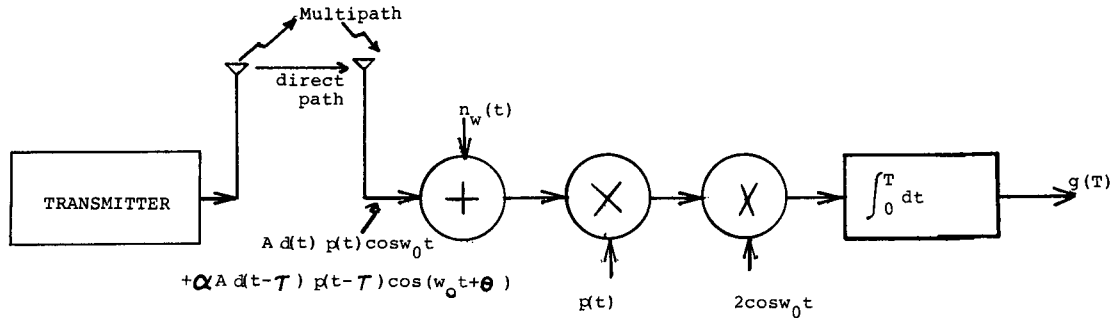 Multipath
direct
path
n_w(t)
TRANSMITTER
∫_0^T dt
g(T)
A d(t) p(t)cosw_0t
+αA d(t-τ) p(t-τ)cos(w_0t+θ)
p(t)
2cosw_0t